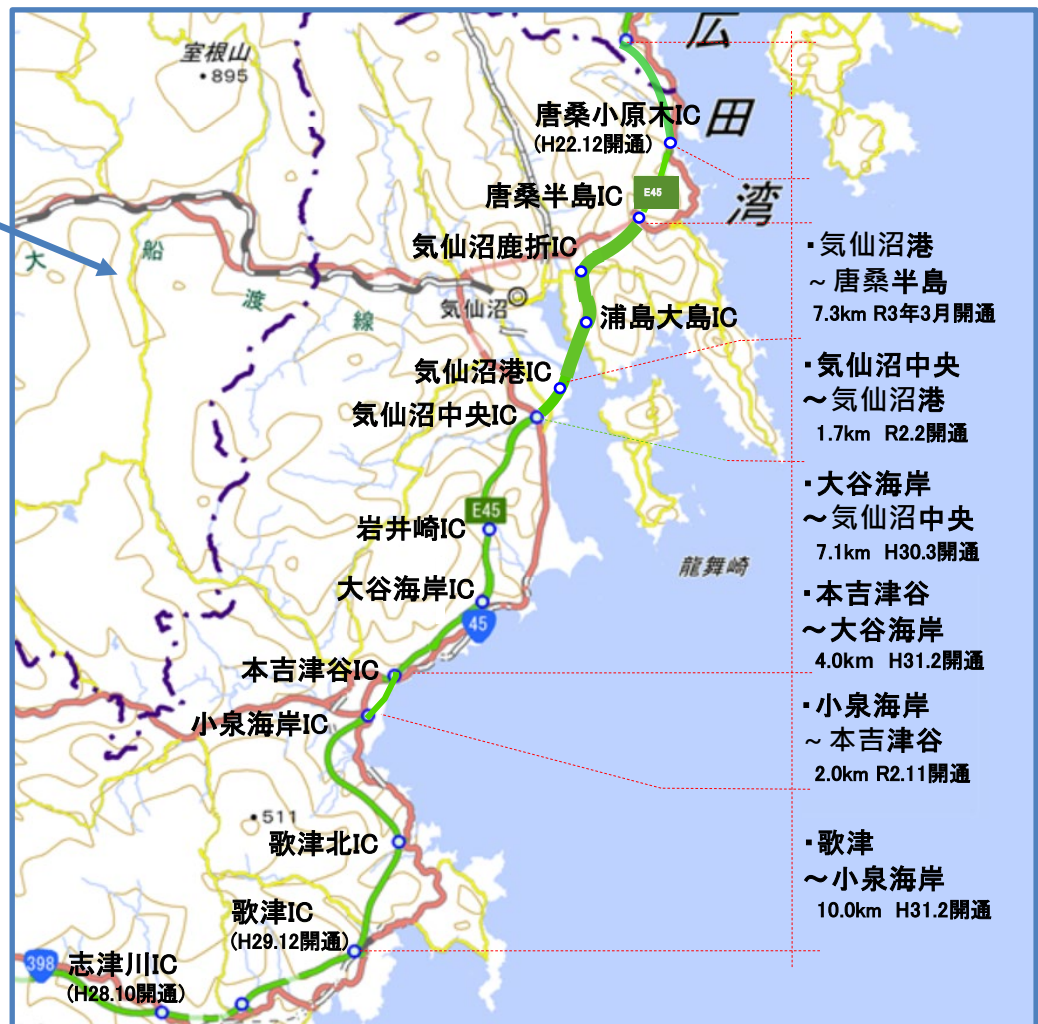 広
田
湾
室根山
・895
唐桑小原木IC
(H22.12開通)
唐桑半島IC
E45
気仙沼鹿折IC
大
船
渡
線
気仙沼
浦島大島IC
気仙沼港IC
気仙沼中央IC
E45
岩井崎IC
龍舞崎
大谷海岸IC
45
本吉津谷IC
小泉海岸IC
・511
歌津北IC
歌津IC
(H29.12開通)
398
志津川IC
(H28.10開通)
・気仙沼港
~唐桑半島
7.3km R3年3月開通
・気仙沼中央
～気仙沼港
1.7km R2.2開通
・大谷海岸
～気仙沼中央
7.1km H30.3開通
・本吉津谷
～大谷海岸
4.0km H31.2開通
・小泉海岸
~本吉津谷
2.0km R2.11開通
・歌津
～小泉海岸
10.0km H31.2開通